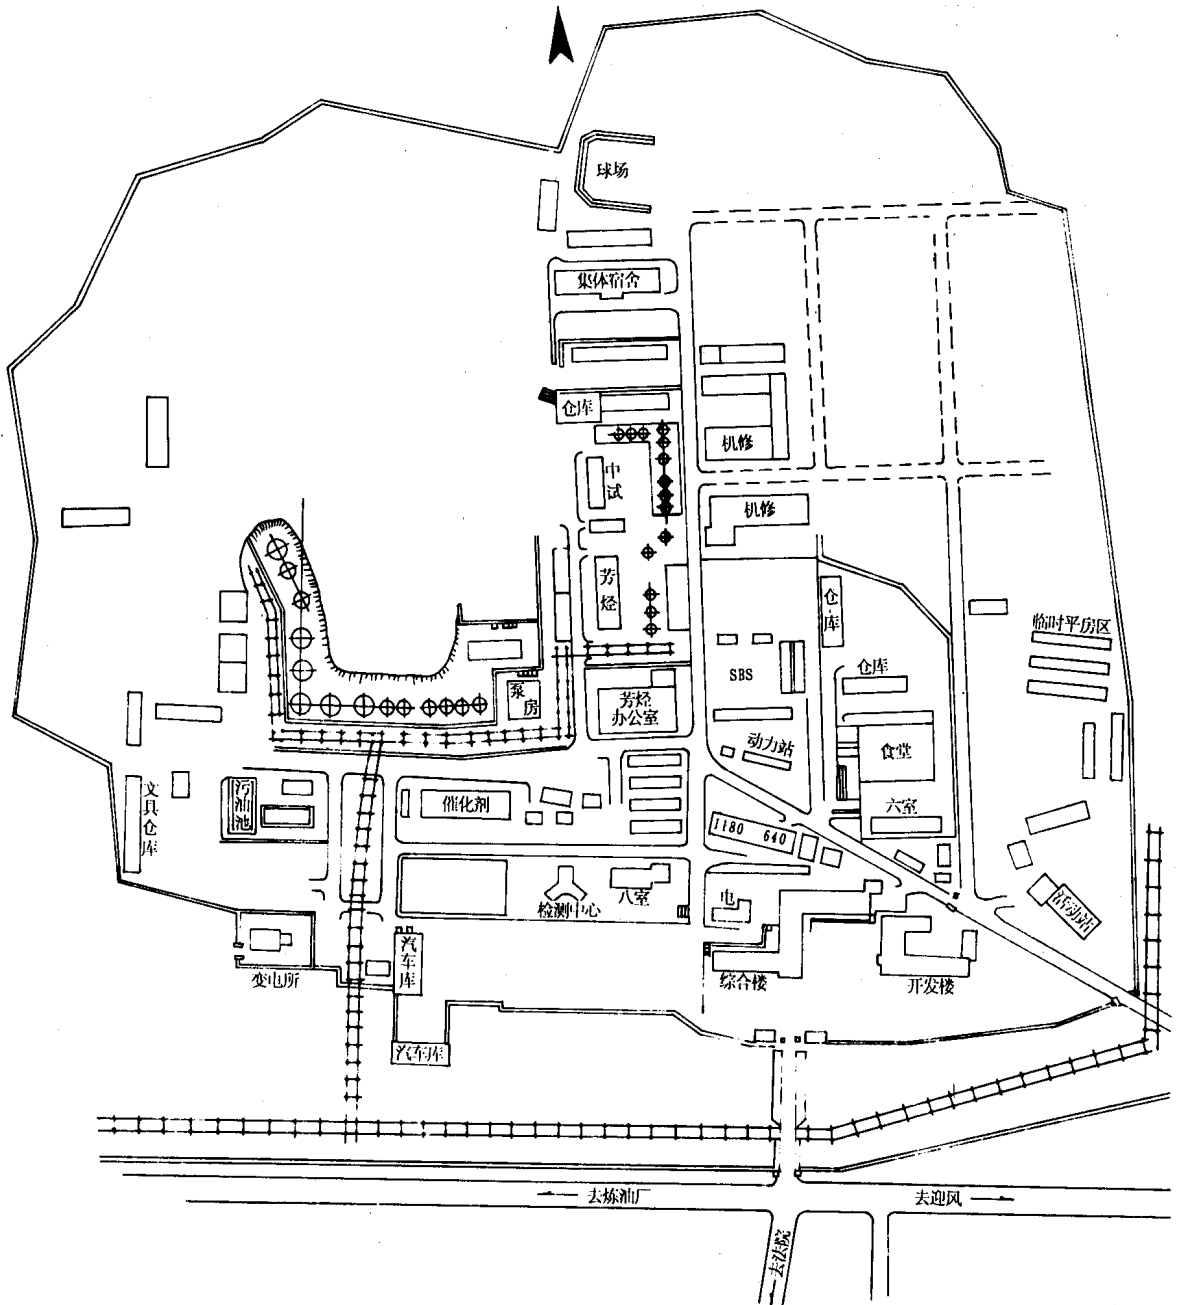 球场
集体宿舍
仓库
机修
中
试
机修
芳
烃
仓
库
临时平房区
SBS
仓库
泵
房
芳烃
办公室
动力站
食堂
文
具
仓
库
污
油
池
催化剂
六室
1180 640
检测中心
八室
电
活动站
变电所
汽
车
库
综合楼
开发楼
汽车库
去炼油厂
去迎风
去法院